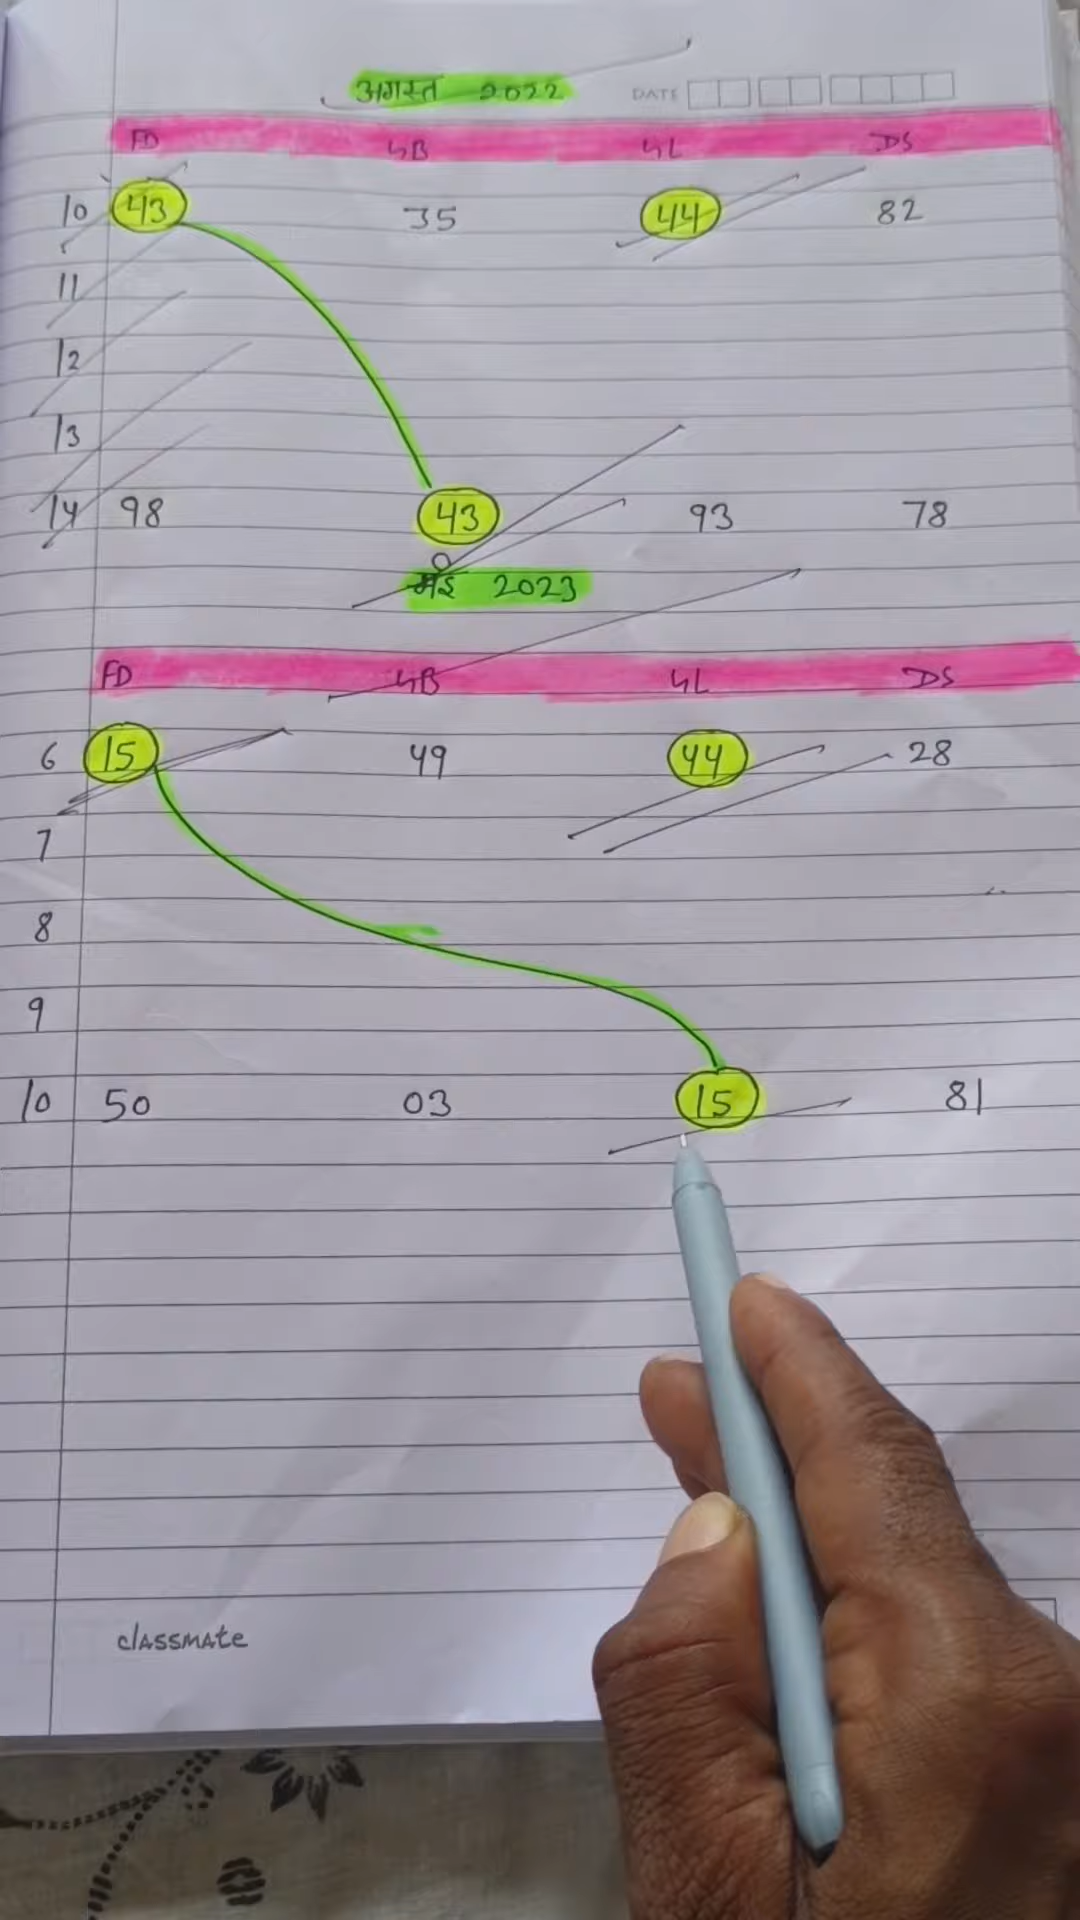 अगस्त 2022
DATE
FD GB GL DS
10 43 35 44 82
11
12
13
14 98 43 93 78
मई 2023
FD GB GL DS
6 15 49 44 28
7
8
9
10 50 03 15 81
classmate